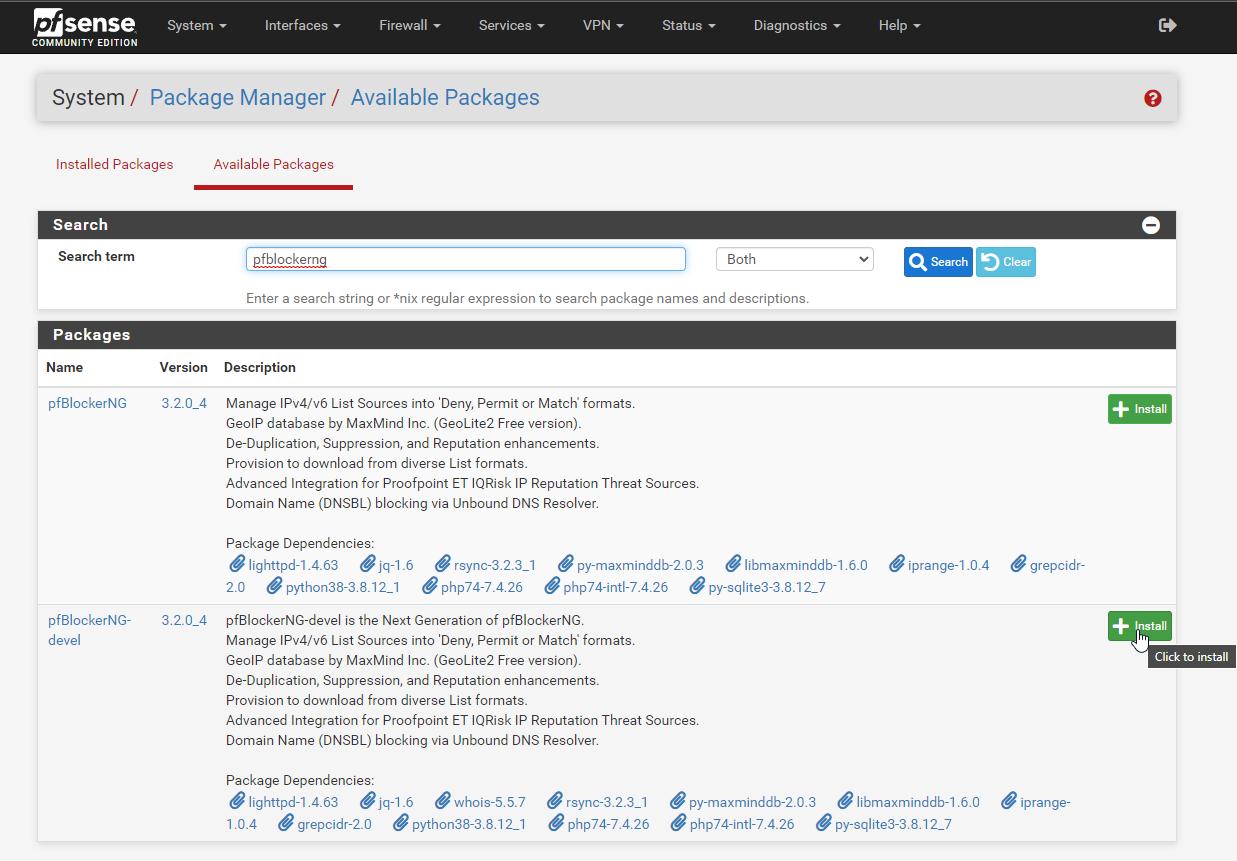 pfsense
COMMUNITY EDITION
System Interfaces Firewall Services VPN Status Diagnostics Help
System / Package Manager / Available Packages
Installed Packages Available Packages
Search
Search term pfblockerng Both Search Clear
Enter a search string or *nix regular expression to search package names and descriptions.
Packages
Name Version Description
pfBlockerNG 3.2.0_4 Manage IPv4/v6 List Sources into 'Deny, Permit or Match' formats. Install
GeoIP database by MaxMind Inc. (GeoLite2 Free version).
De-Duplication, Suppression, and Reputation enhancements.
Provision to download from diverse List formats.
Advanced Integration for Proofpoint ET IQRisk IP Reputation Threat Sources.
Domain Name (DNSBL) blocking via Unbound DNS Resolver.
Package Dependencies:
lighttpd-1.4.63 jq-1.6 rsync-3.2.3_1 py-maxminddb-2.0.3 libmaxminddb-1.6.0 iprange-1.0.4 grepcidr-
2.0 python38-3.8.12_1 php74-7.4.26 php74-intl-7.4.26 py-sqlite3-3.8.12_7
pfBlockerNG- 3.2.0_4 pfBlockerNG-devel is the Next Generation of pfBlockerNG. Install
devel Manage IPv4/v6 List Sources into 'Deny, Permit or Match' formats.
GeoIP database by MaxMind Inc. (GeoLite2 Free version). Click to install
De-Duplication, Suppression, and Reputation enhancements.
Provision to download from diverse List formats.
Advanced Integration for Proofpoint ET IQRisk IP Reputation Threat Sources.
Domain Name (DNSBL) blocking via Unbound DNS Resolver.
Package Dependencies:
lighttpd-1.4.63 jq-1.6 whois-5.5.7 rsync-3.2.3_1 py-maxminddb-2.0.3 libmaxminddb-1.6.0 iprange-
1.0.4 grepcidr-2.0 python38-3.8.12_1 php74-7.4.26 php74-intl-7.4.26 py-sqlite3-3.8.12_7